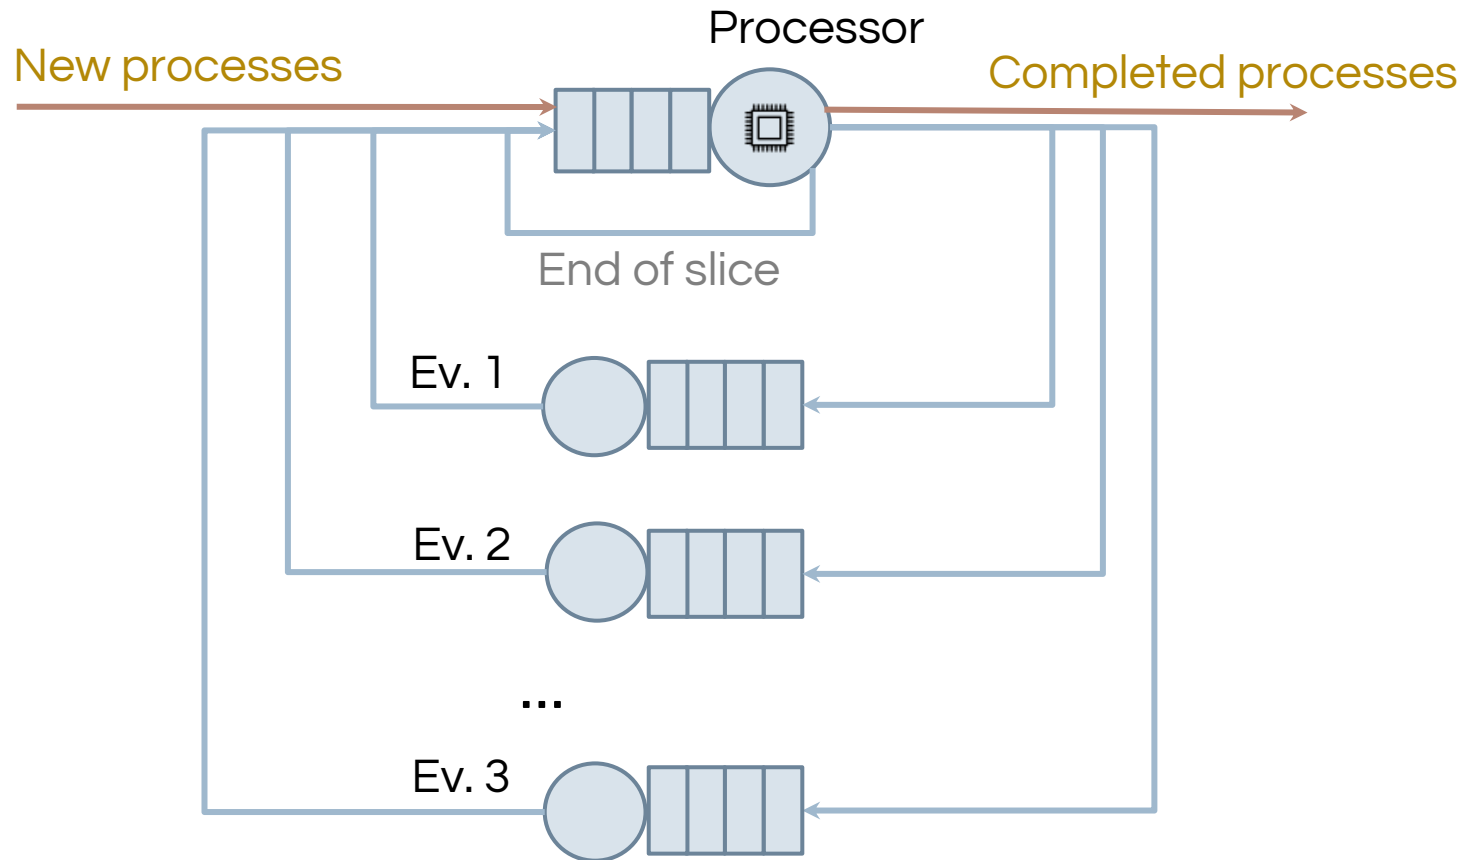 Processor
New processes
Completed processes
End of slice
Ev. 1
Ev. 2
...
Ev. 3